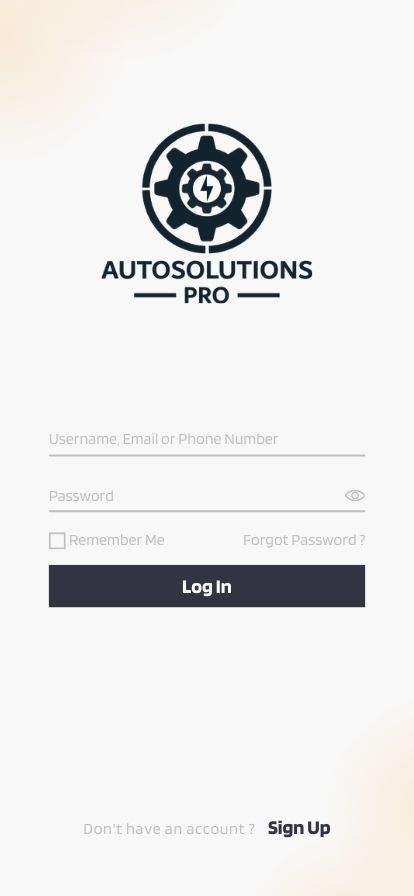 AUTOSOLUTIONS
PRO
Username, Email or Phone Number
Password
Remember Me Forgot Password ?
Log In
Don't have an account ? Sign Up